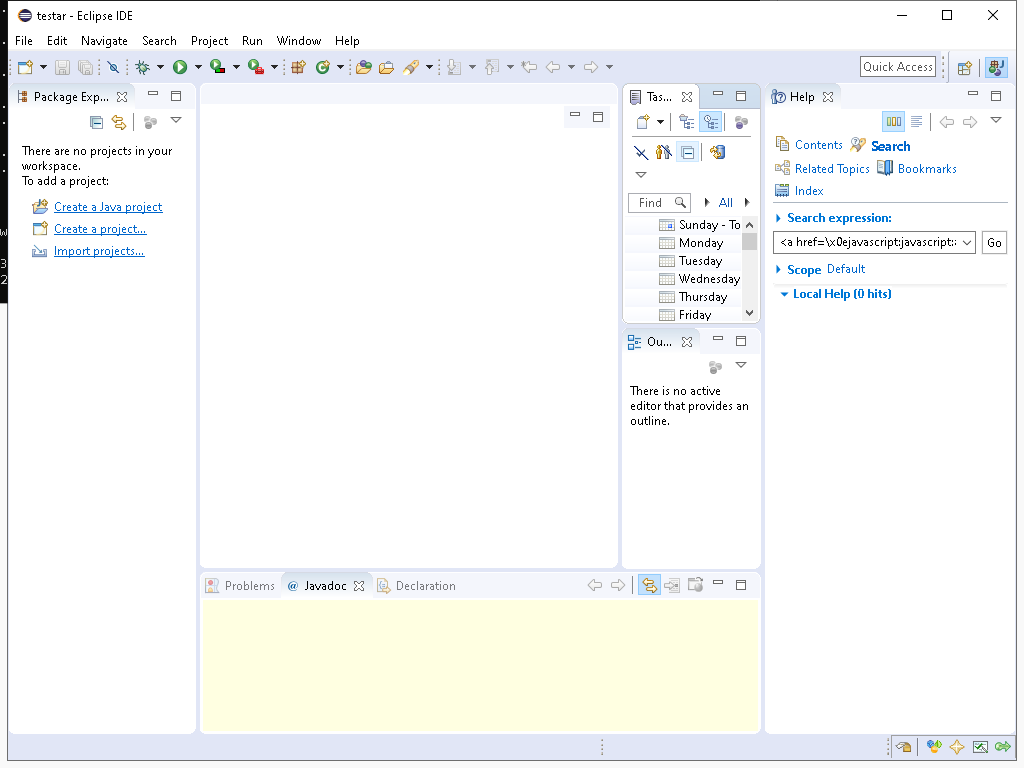 testar - Eclipse IDE
File Edit Navigate Search Project Run Window Help
Quick Access
Package Exp...
There are no projects in your
workspace.
To add a project:
Create a Java project
Create a project...
Import projects...
Tas...
Find
All
Sunday - To
Monday
Tuesday
Wednesday
Thursday
Friday
Ou...
There is no active
editor that provides an
outline.
Help
Contents Search
Related Topics Bookmarks
Index
Search expression:
<a href=\x0ejavascript:javascript:
Go
Scope Default
Local Help (0 hits)
Problems @ Javadoc Declaration